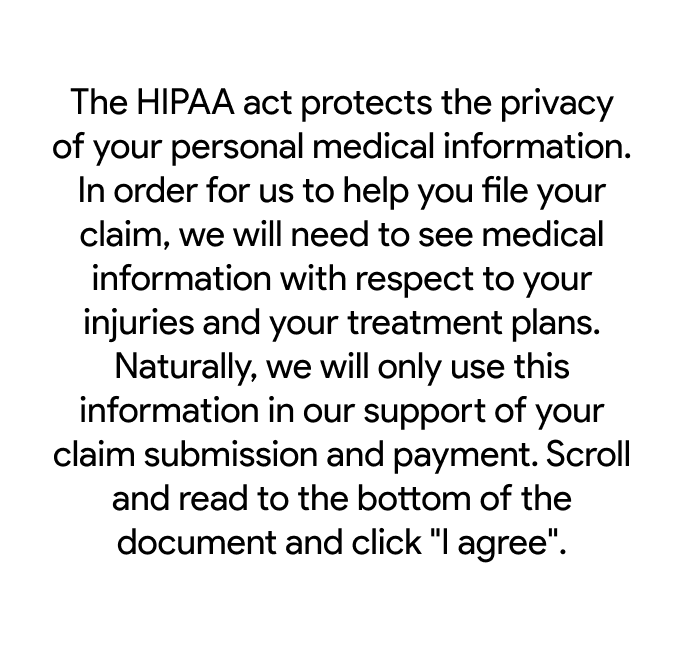 The HIPAA act protects the privacy
of your personal medical information.
In order for us to help you file your
claim, we will need to see medical
information with respect to your
injuries and your treatment plans.
Naturally, we will only use this
information in our support of your
claim submission and payment. Scroll
and read to the bottom of the
document and click "I agree".